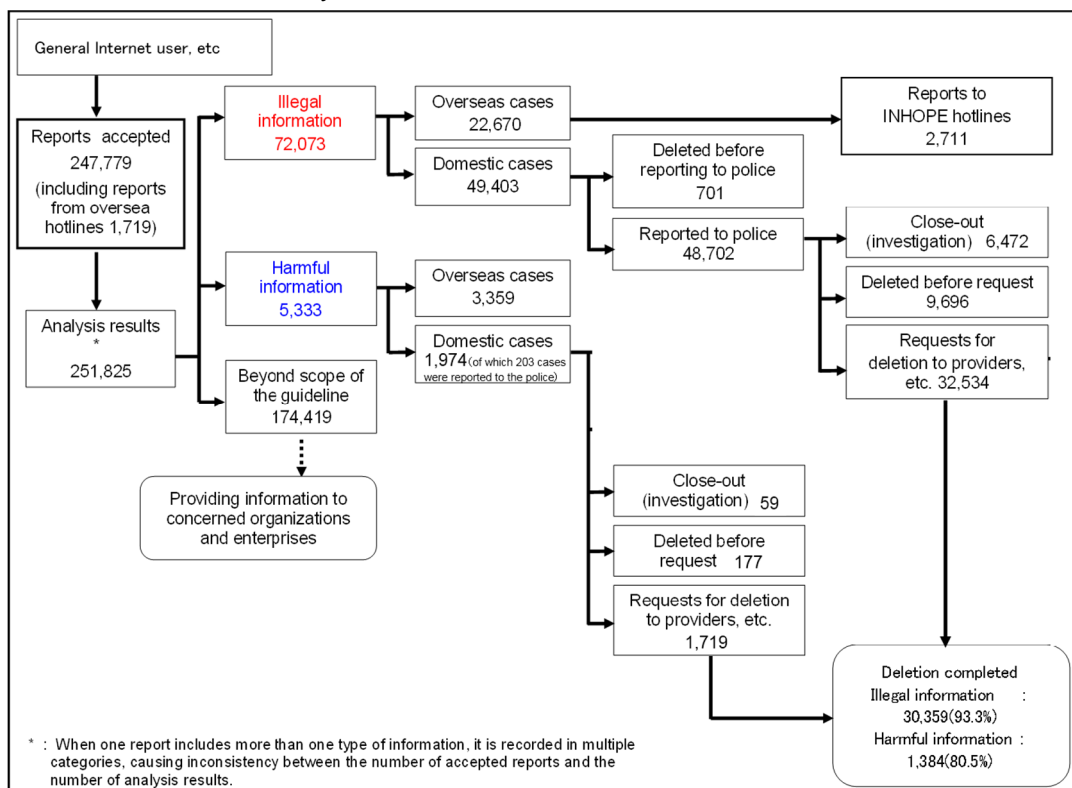 General Internet user, etc
Reports accepted
247,779
(including reports
from oversea
hotlines 1,719)
Analysis results
*
251,825
Illegal
information
72,073
Harmful
information
5,333
Beyond scope of
the guideline
174,419
Providing information to
concerned organizations
and enterprises
Overseas cases
22,670
Domestic cases
49,403
Overseas cases
3,359
Domestic cases
1,974(of which 203 cases
were reported to the police)
Deleted before
reporting to police
701
Reported to police
48,702
Close-out
(investigation) 59
Deleted before
request 177
Requests for deletion
to providers, etc.
1,719
Reports to
INHOPE hotlines
2,711
Close-out
(investigation) 6,472
Deleted before request
9,696
Requests for
deletion to providers,
etc. 32,534
Deletion completed
Illegal information :
30,359(93.3%)
Harmful information :
1,384(80.5%)
* : When one report includes more than one type of information, it is recorded in multiple
categories, causing inconsistency between the number of accepted reports and the
number of analysis results.